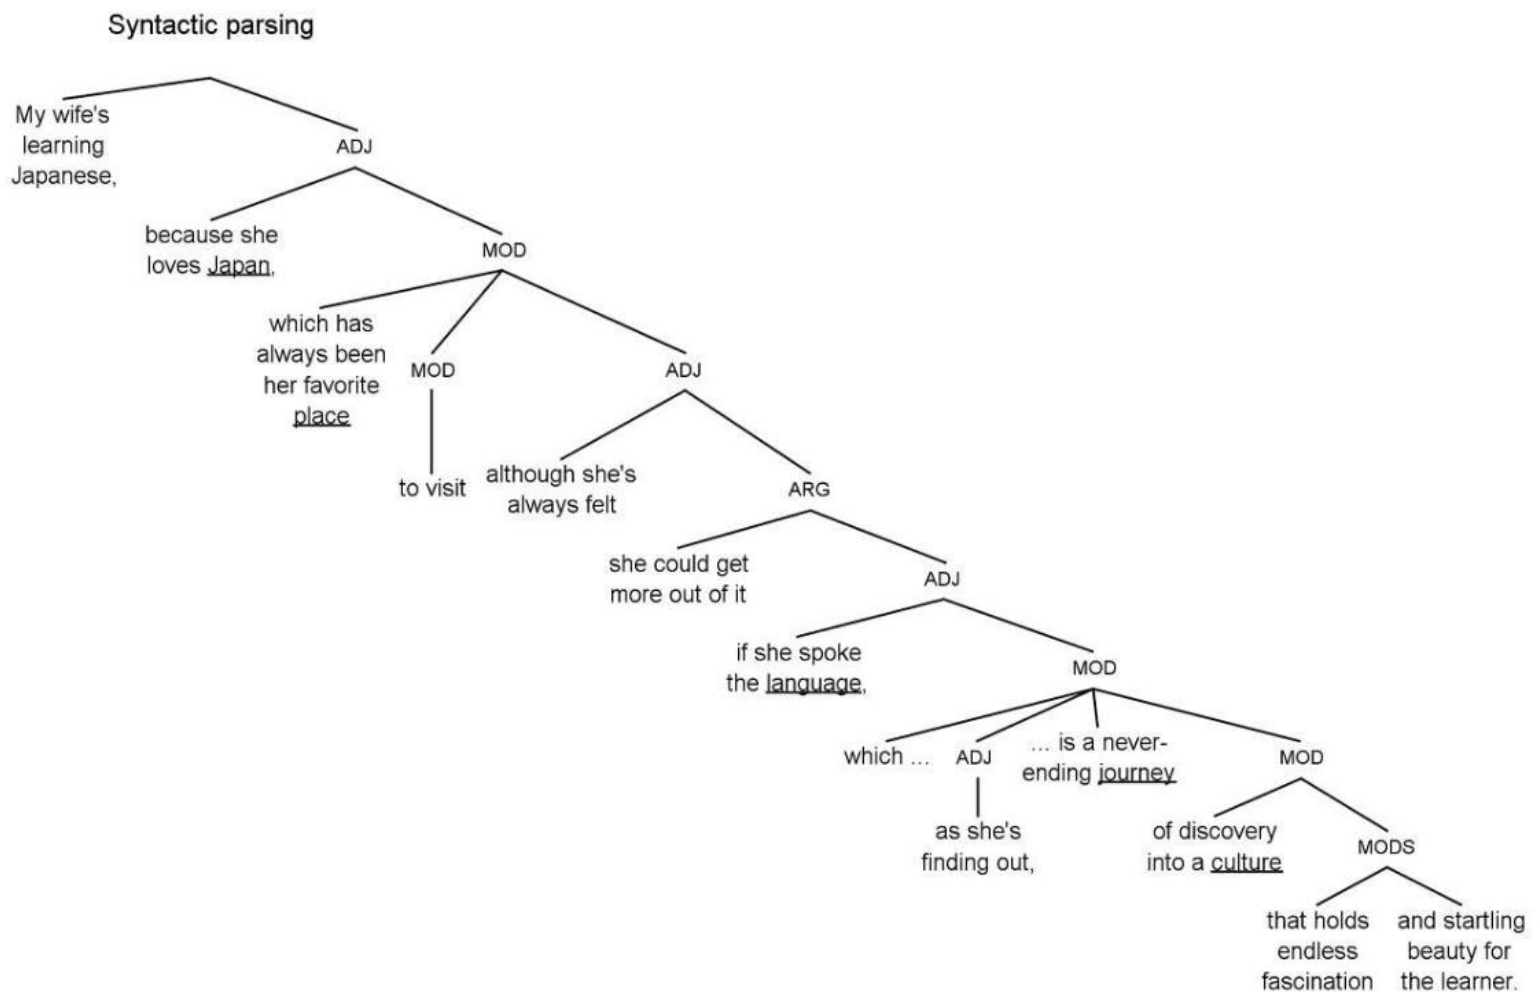 Syntactic parsing
My wife's
learning
Japanese,
ADJ
because she
loves Japan,
MOD
which has
always been
her favorite
place
MOD
to visit
ADJ
although she's
always felt
ARG
she could get
more out of it
ADJ
if she spoke
the language,
MOD
which ...
ADJ
as she's
finding out,
... is a never-
ending journey
MOD
of discovery
into a culture
MODS
that holds
endless
fascination
and startling
beauty for
the learner.